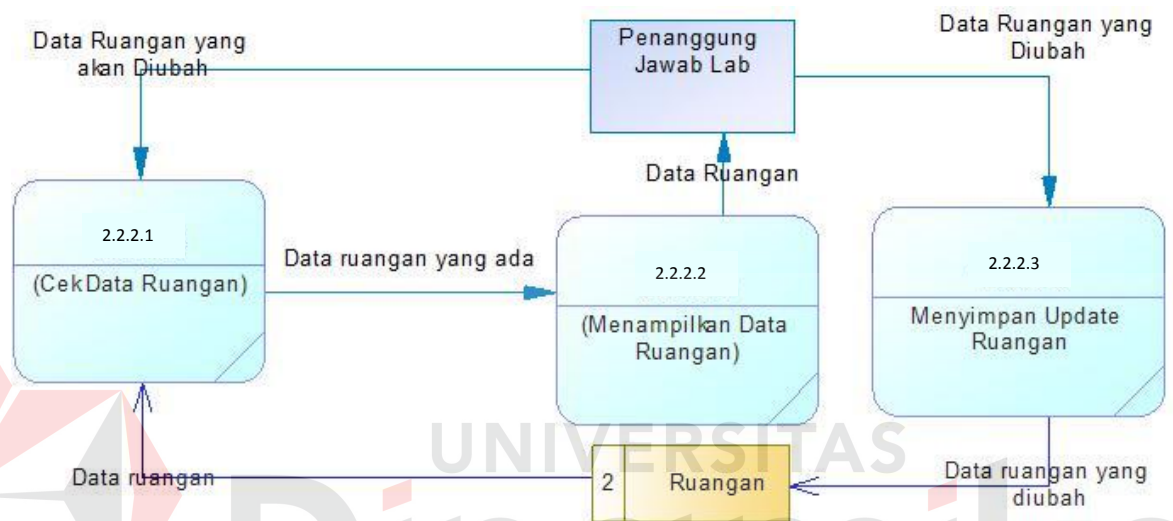 Data Ruangan yang
akan Diubah
Penanggung
Jawab Lab
Data Ruangan yang
Diubah
Data Ruangan
2.2.2.1
(CekData Ruangan)
Data ruangan yang ada
2.2.2.2
(Menampilkan Data
Ruangan)
2.2.2.3
Menyimpan Update
Ruangan
UNIVERSITAS
Data ruangan
2
Ruangan
Data ruangan yang
diubah